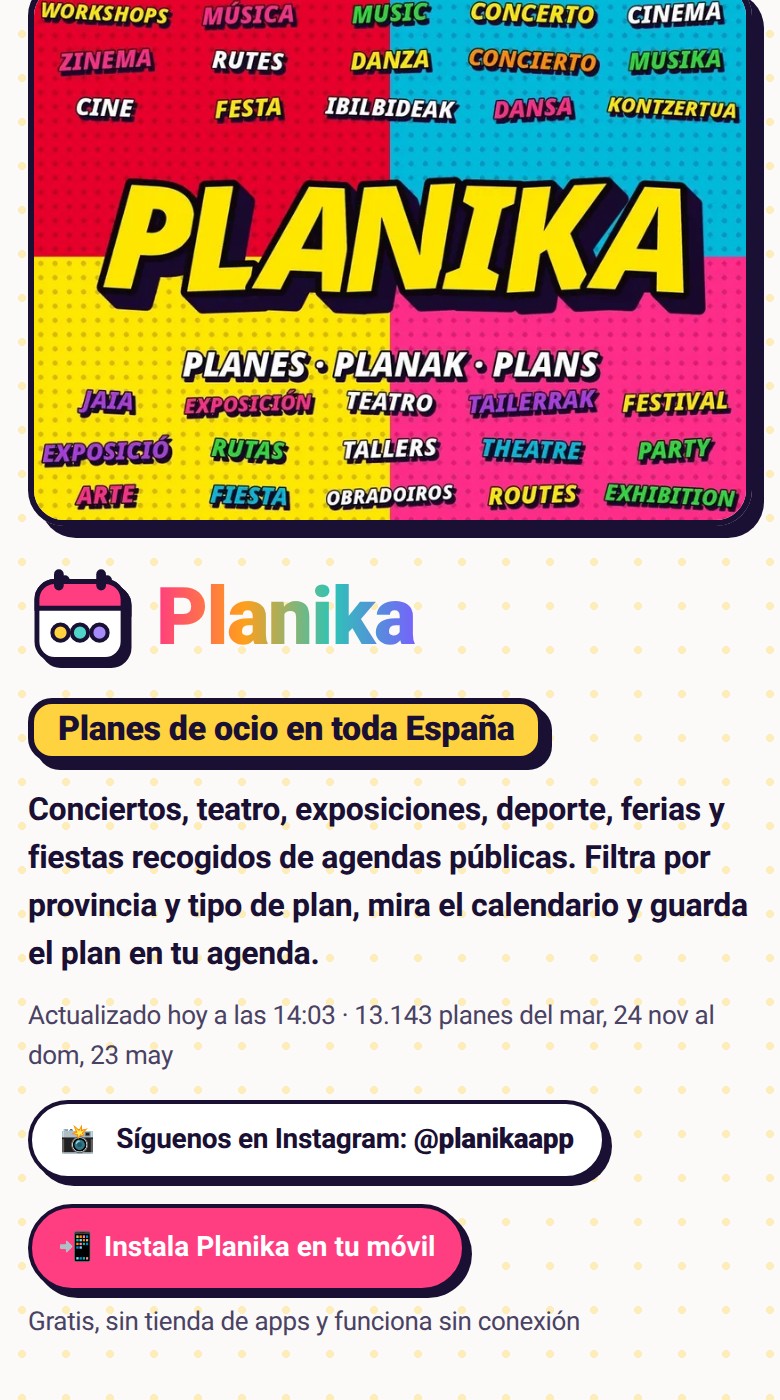 WORKSHOPS MÚSICA MUSIC CONCERTO CINEMA
ZINEMA RUTES DANZA CONCIERTO MUSIKA
CINE FESTA IBILBIDEAK DANSA KONTZERTUA
PLANIKA
PLANES · PLANAK · PLANS
JAIA EXPOSICIÓN TEATRO TAILERRAK FESTIVAL
EXPOSICIÓ RUTAS TALLERS THEATRE PARTY
ARTE FIESTA OBRADOIROS ROUTES EXHIBITION
Planika
Planes de ocio en toda España
Conciertos, teatro, exposiciones, deporte, ferias y
fiestas recogidos de agendas públicas. Filtra por
provincia y tipo de plan, mira el calendario y guarda
el plan en tu agenda.
Actualizado hoy a las 14:03 · 13.143 planes del mar, 24 nov al
dom, 23 may
Síguenos en Instagram: @planikaapp
Instala Planika en tu móvil
Gratis, sin tienda de apps y funciona sin conexión